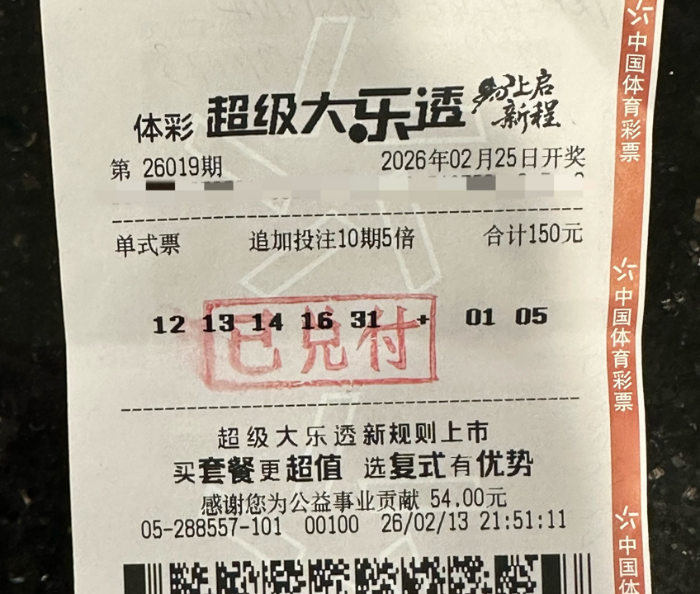 体彩 超级大乐透 马上启新程
第 26019期 2026年02月25日开奖
单式票 追加投注10期5倍 合计150元
12 13 14 16 31 + 01 05
已兑付
超级大乐透新规则上市
买套餐更超值 选复式有优势
感谢您为公益事业贡献 54.00元
05-288557-101 00100 26/02/13 21:51:11
中国体育彩票
中国体育彩票
中国体